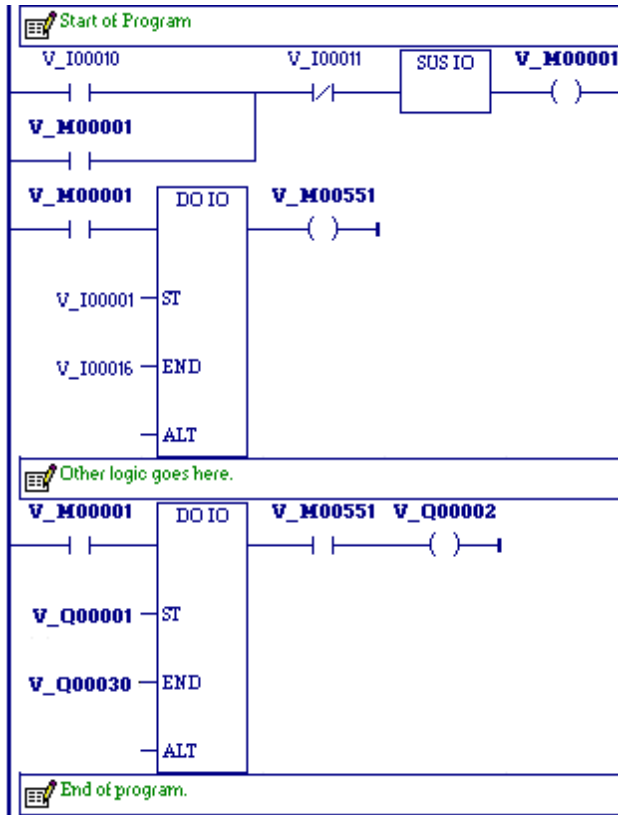 Start of Program
V_I00010 V_I00011 SUS IO V_M00001
V_M00001
V_M00001 DO IO V_M00551
V_I00001 ST
V_I00016 END
ALT
Other logic goes here.
V_M00001 DO IO V_M00551 V_Q00002
V_Q00001 ST
V_Q00030 END
ALT
End of program.